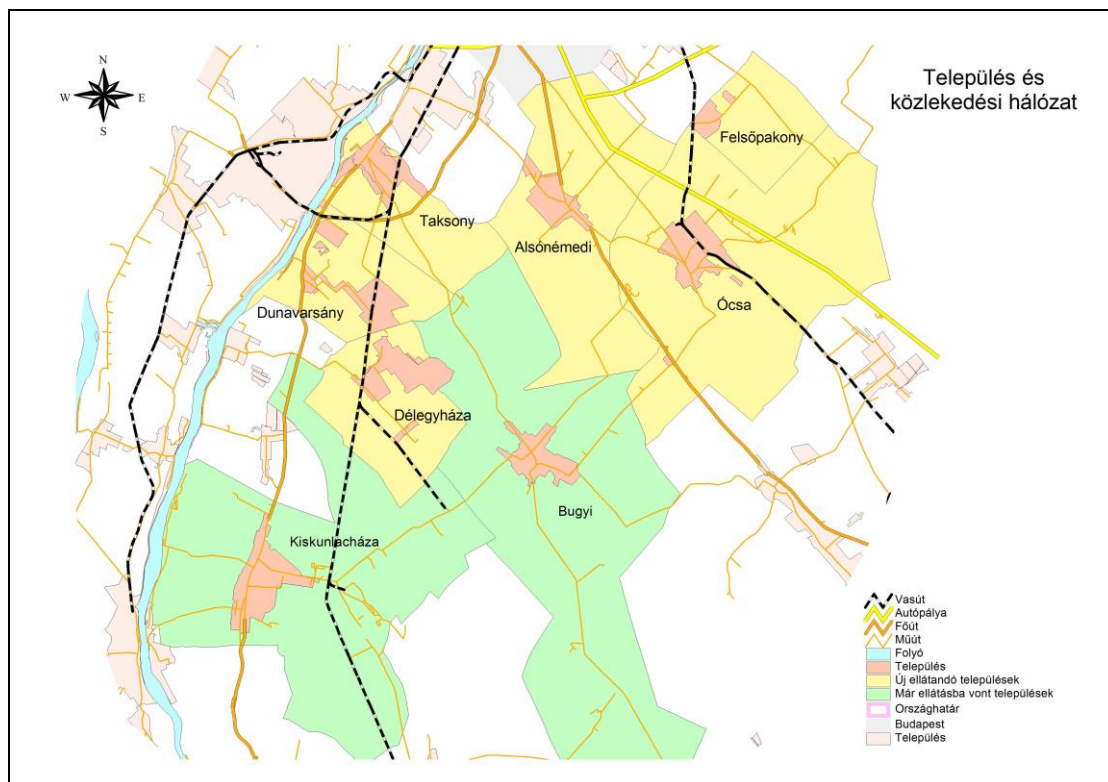 Település és
közlekedési hálózat
N
W
E
S
Felsőpakony
Taksony
Alsónémedi
Ócsa
Dunavarsány
Délegyháza
Bugyi
Kiskunlacháza
Vasút
Autópálya
Főút
Műút
Folyó
Település
Új ellátandó települések
Már ellátásba vont települések
Országhatár
Budapest
Település